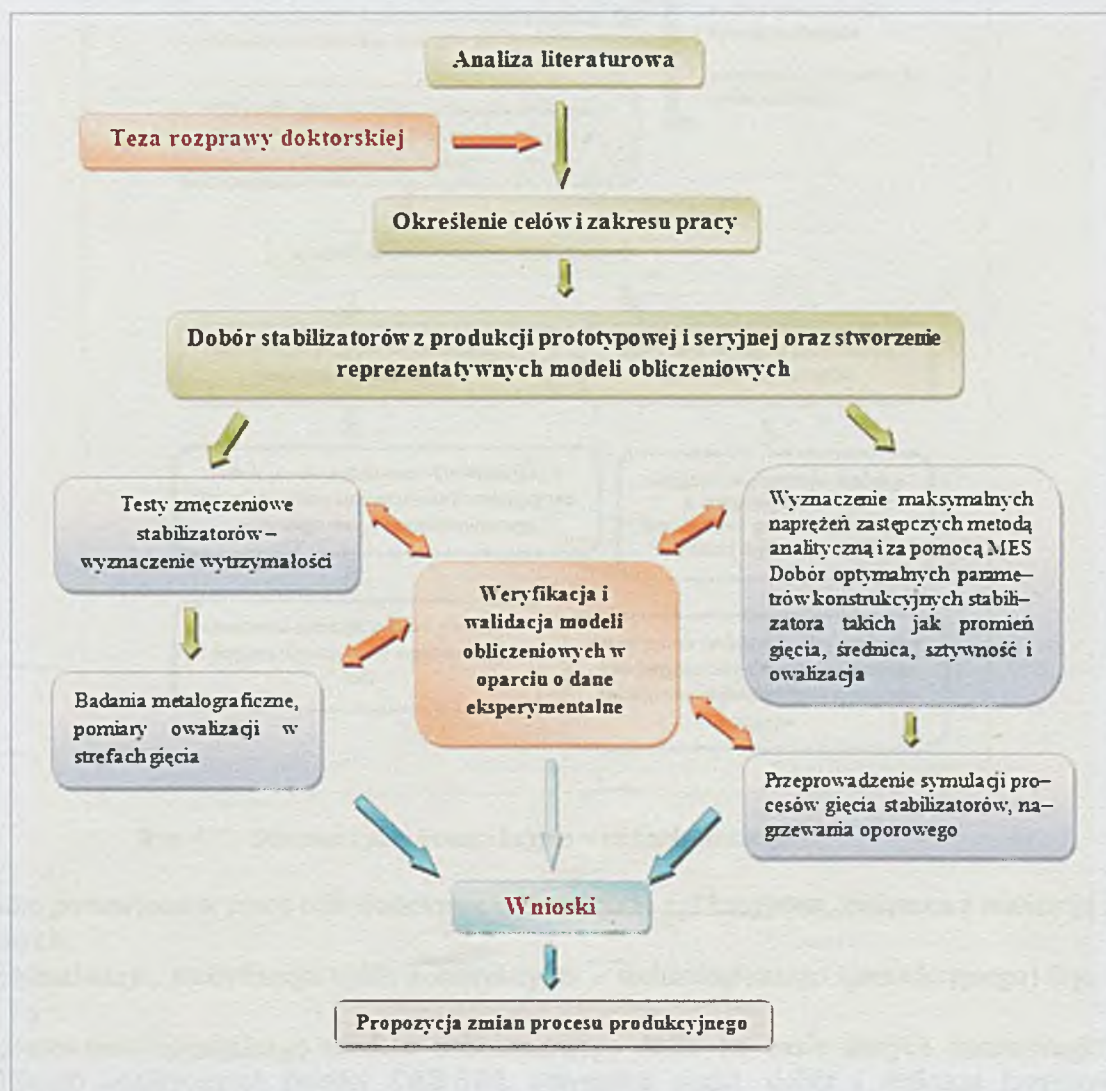 Analiza literaturowa
Teza rozprawy doktorskiej
Określenie celów i zakresu pracy
Dobór stabilizatorów z produkcji prototypowej i seryjnej oraz stworzenie
reprezentatywnych modeli obliczeniowych
Testy zmęczeniowe
stabilizatorów –
wyznaczenie wytrzymałości
Wyznaczenie maksymalnych
naprężeń zastępczych metodą
analityczną i za pomocą MES
Dobór optymalnych parame-
trów konstrukcyjnych stabili-
zatora takich jak promień
gięcia, średnica, sztywność i
owalizacja
Weryfikacja i
walidacja modeli
obliczeniowych w
oparciu o dane
eksperymentalne
Badania metalograficzne,
pomiary owalizacji w
strefach gięcia
Przeprowadzenie symulacji pro-
cesów gięcia stabilizatorów, na-
grzewania oporowego
Wnioski
Propozycja zmian procesu produkcyjnego